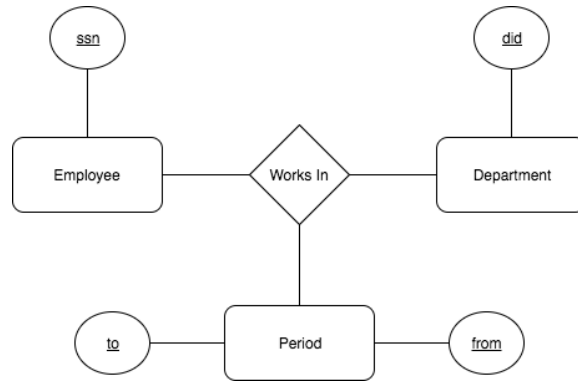 ssn
did
Employee
Works In
Department
to
Period
from